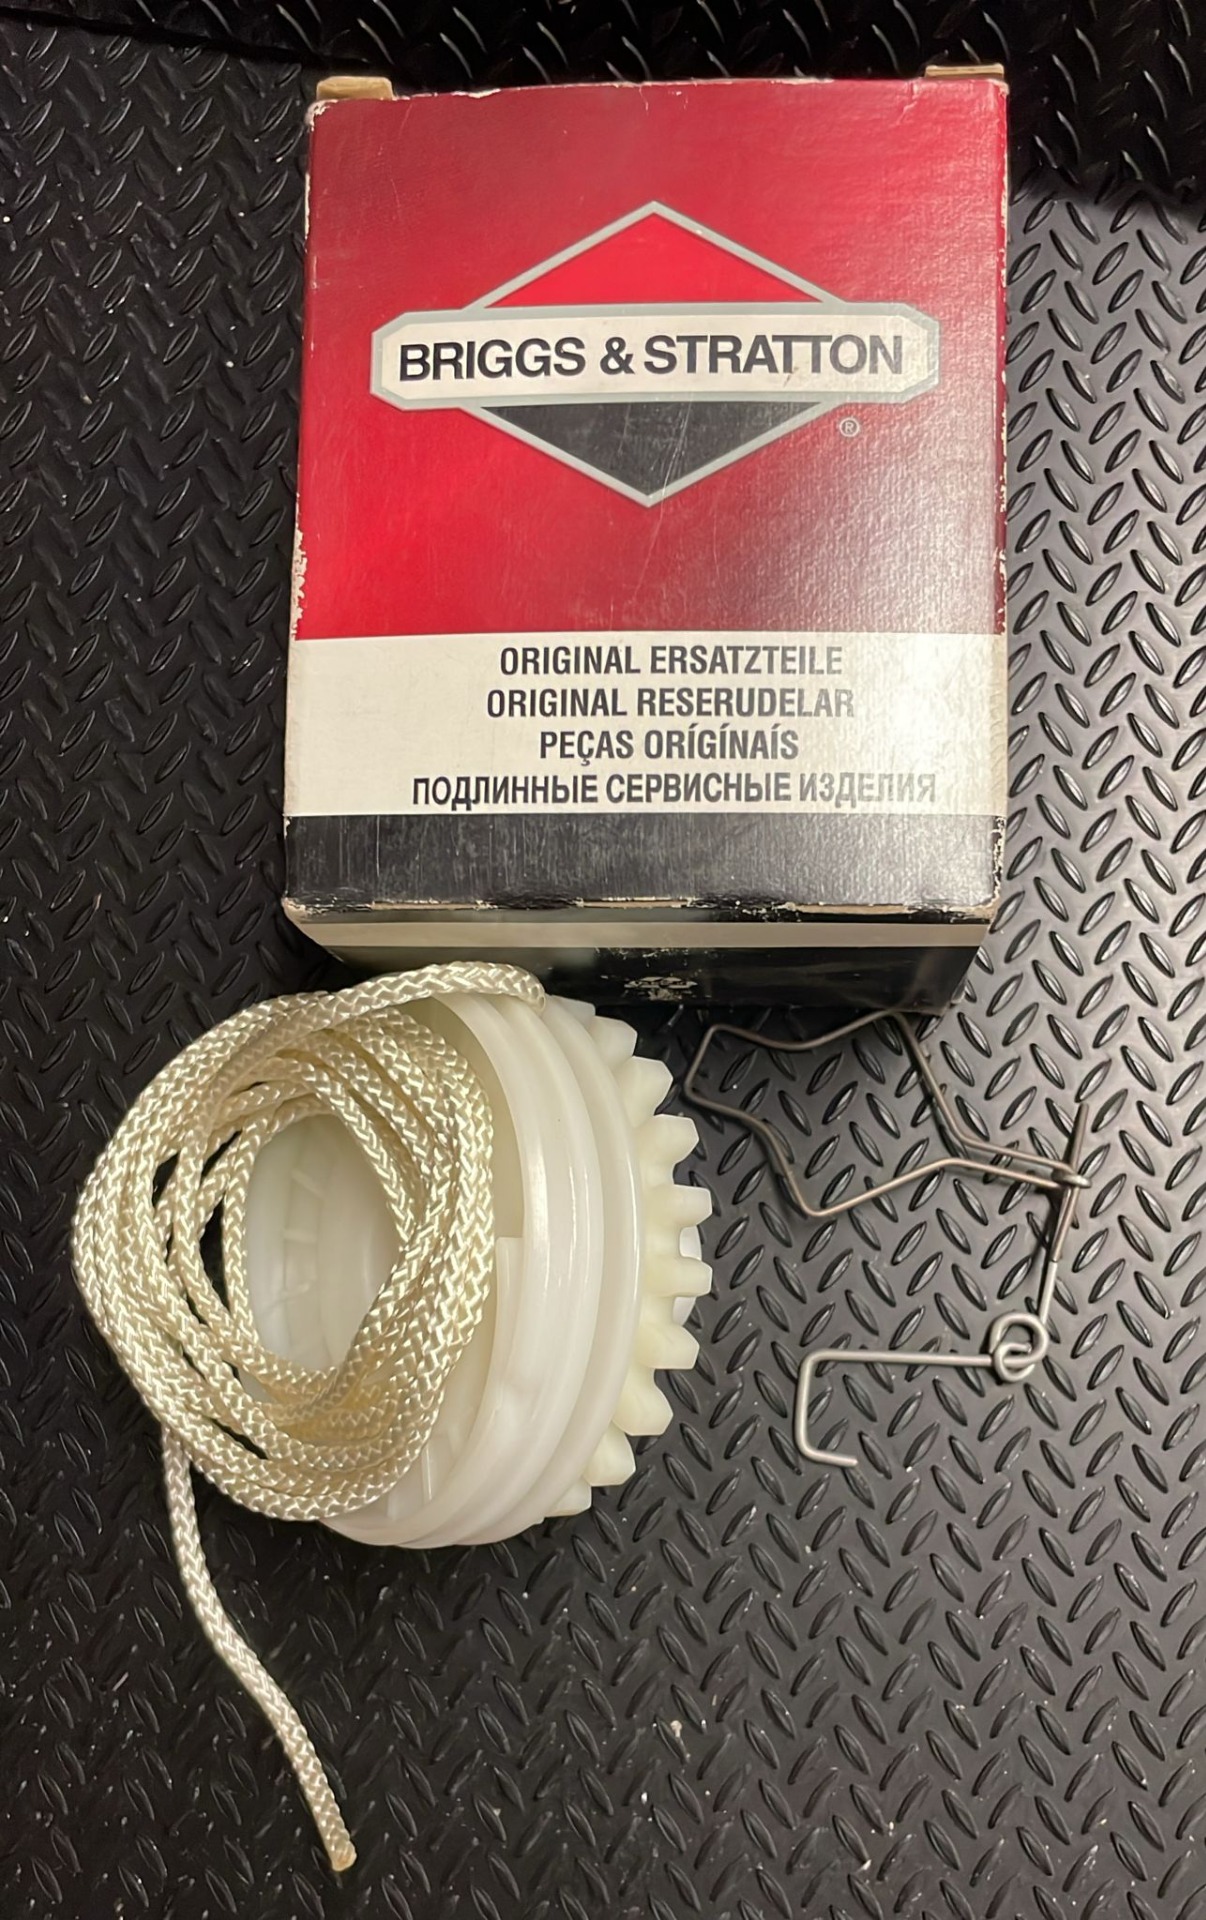 BRIGGS & STRATTON
®
ORIGINAL ERSATZTEILE
ORIGINAL RESERUDELAR
PEÇAS ORÍGÍNAÍS
ПОДЛИННЫЕ СЕРВИСНЫЕ ИЗДЕЛИЯ